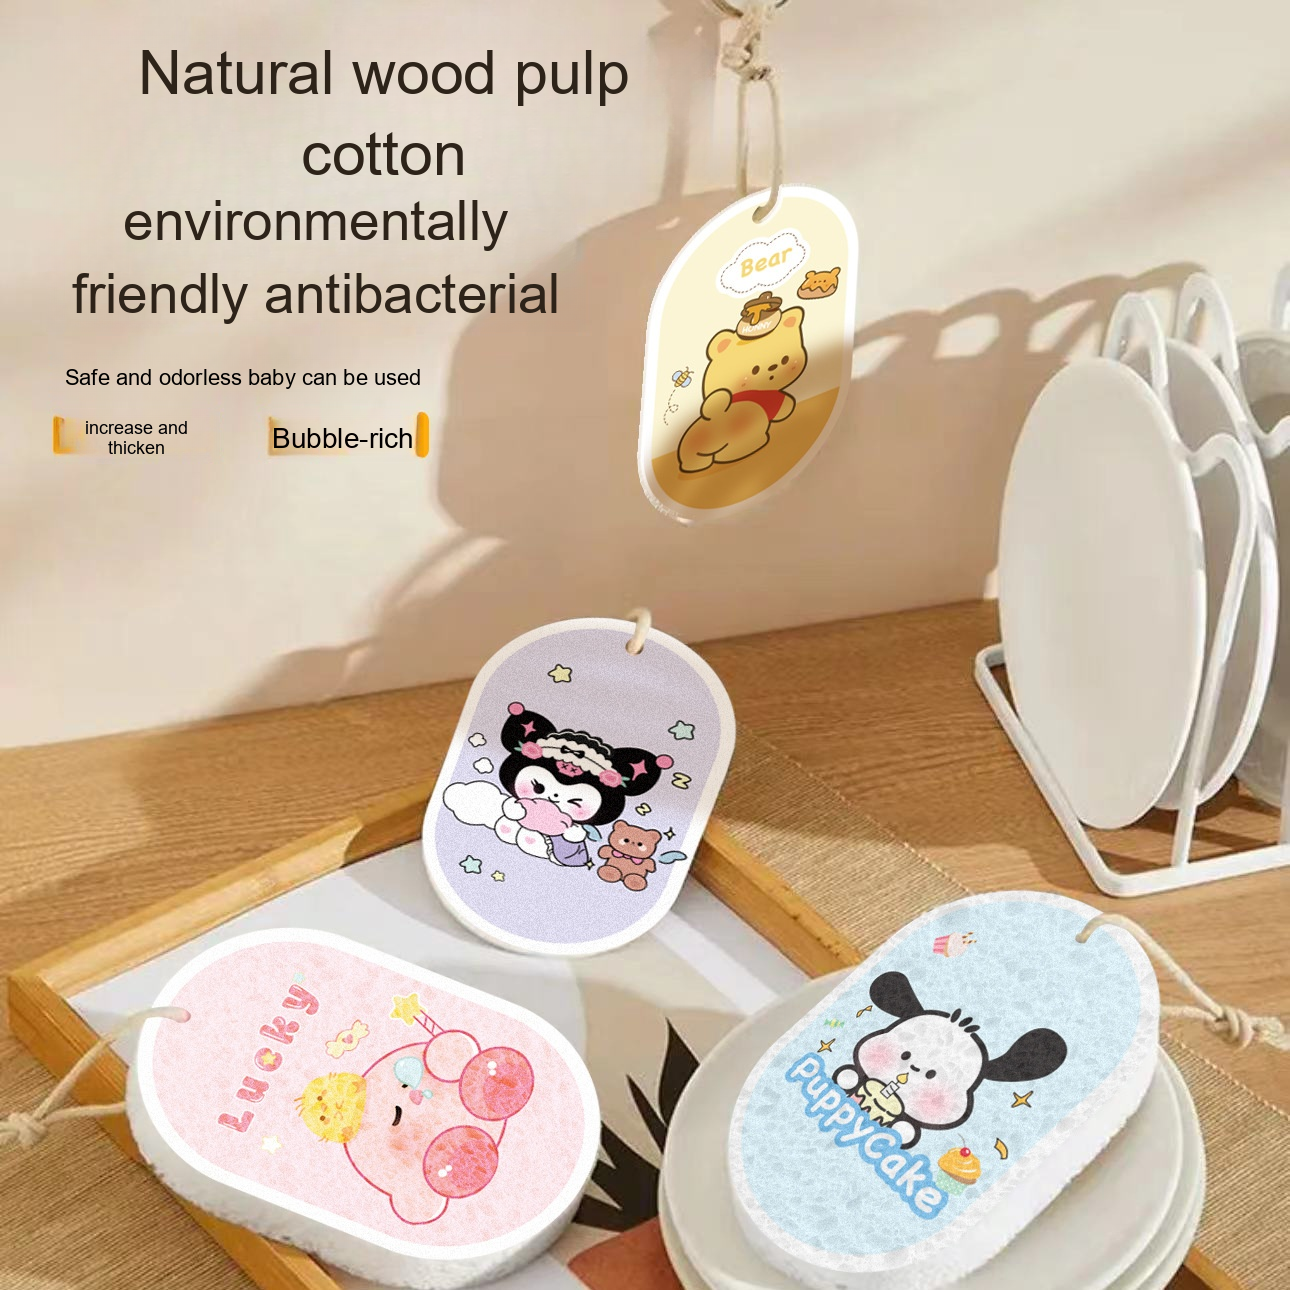 Natural wood pulp
cotton
environmentally
friendly antibacterial
Safe and odorless baby can be used
increase and
thicken
Bubble-rich
Bear
HUNNY
Lucky
PuppyCake